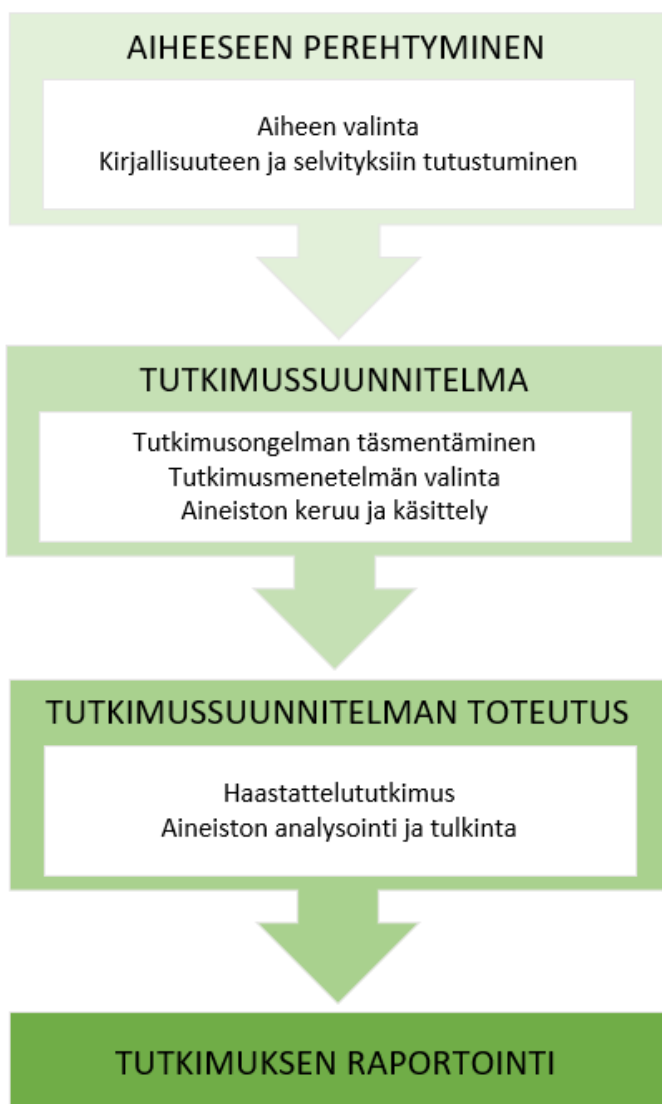 AIHEESEEN PEREHTYMINEN
Aiheen valinta
Kirjallisuuteen ja selvityksiin tutustuminen
TUTKIMUSSUUNNITELMA
Tutkimusongelman täsmentäminen
Tutkimusmenetelmän valinta
Aineiston keruu ja käsittely
TUTKIMUSSUUNNITELMAN TOTEUTUS
Haastattelututkimus
Aineiston analysointi ja tulkinta
TUTKIMUKSEN RAPORTOINTI